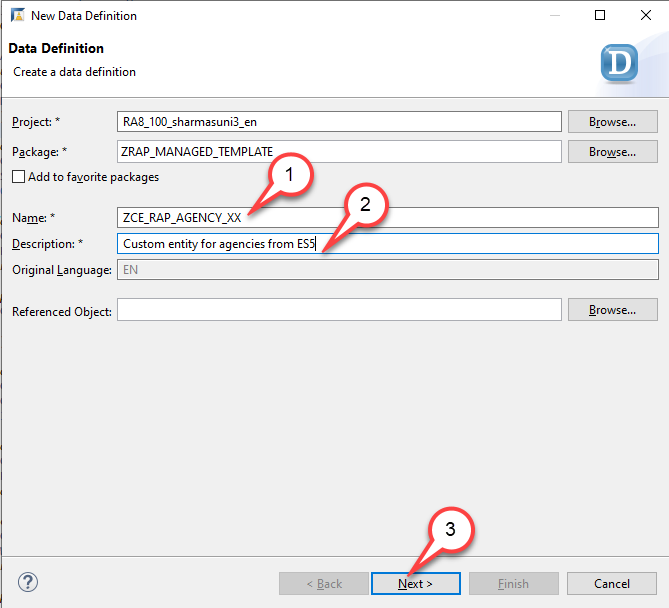 New Data Definition
Data Definition
Create a data definition
D
Project: * RA8_100_sharmasuni3_en Browse...
Package: * ZRAP_MANAGED_TEMPLATE Browse...
Add to favorite packages
1
Name: * ZCE_RAP_AGENCY_XX
2
Description: * Custom entity for agencies from ES5
Original Language: EN
Referenced Object: Browse...
3
? < Back Next > Finish Cancel